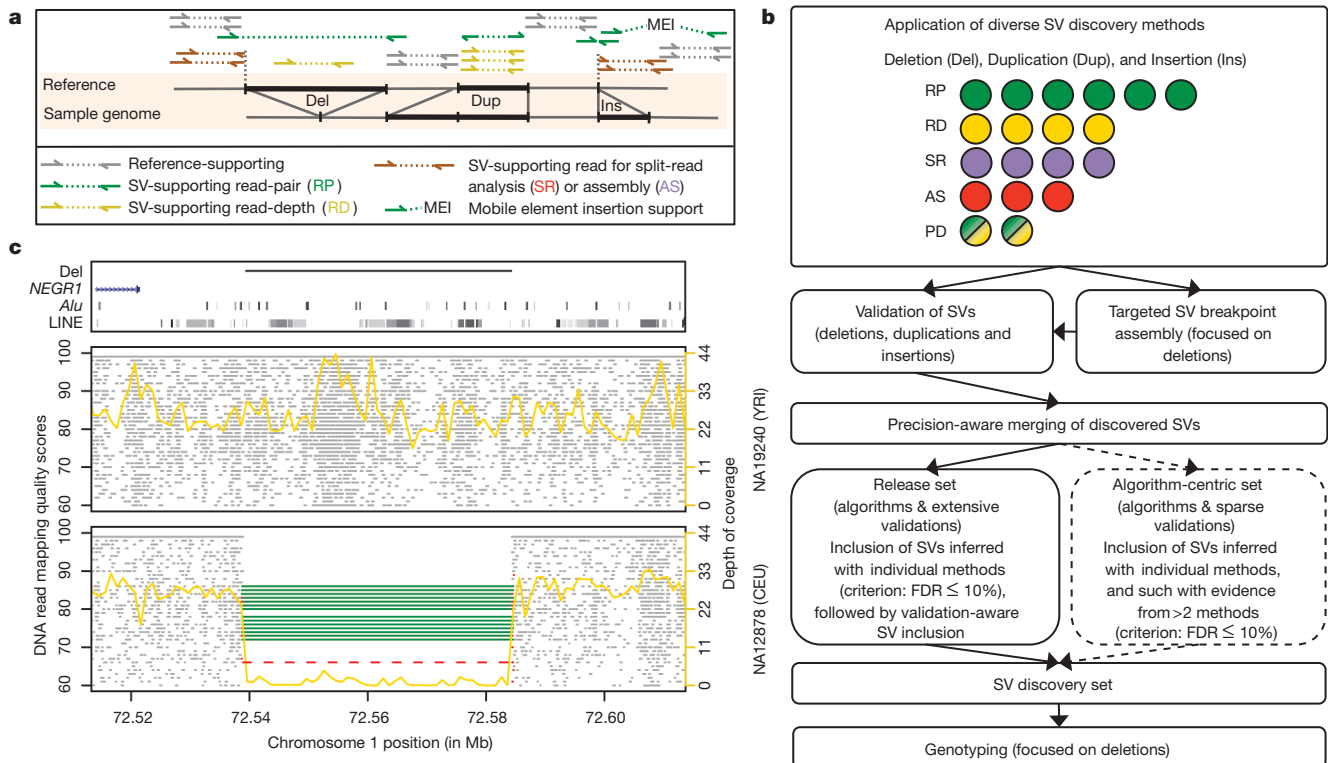 a
MEI
Reference
Del
Dup
Ins
Sample genome
Reference-supporting
SV-supporting read-pair (RP)
SV-supporting read-depth (RD)
SV-supporting read for split-read
analysis (SR) or assembly (AS)
MEI
Mobile element insertion support
b
Application of diverse SV discovery methods
Deletion (Del), Duplication (Dup), and Insertion (Ins)
RP
RD
SR
AS
PD
Validation of SVs
(deletions, duplications and
insertions)
Targeted SV breakpoint
assembly (focused on
deletions)
Precision-aware merging of discovered SVs
Release set
(algorithms & extensive
validations)
Inclusion of SVs inferred
with individual methods
(criterion: FDR ≤ 10%),
followed by validation-aware
SV inclusion
Algorithm-centric set
(algorithms & sparse
validations)
Inclusion of SVs inferred
with individual methods,
and such with evidence
from >2 methods
(criterion: FDR ≤ 10%)
SV discovery set
Genotyping (focused on deletions)
c
Del
NEGR1
Alu
LINE
100
90
80
70
60
44
33
22
11
0
100
90
80
70
60
44
33
22
11
0
DNA read mapping quality scores
Depth of coverage
NA19240 (YRI)
NA12878 (CEU)
72.52
72.54
72.56
72.58
72.60
Chromosome 1 position (in Mb)